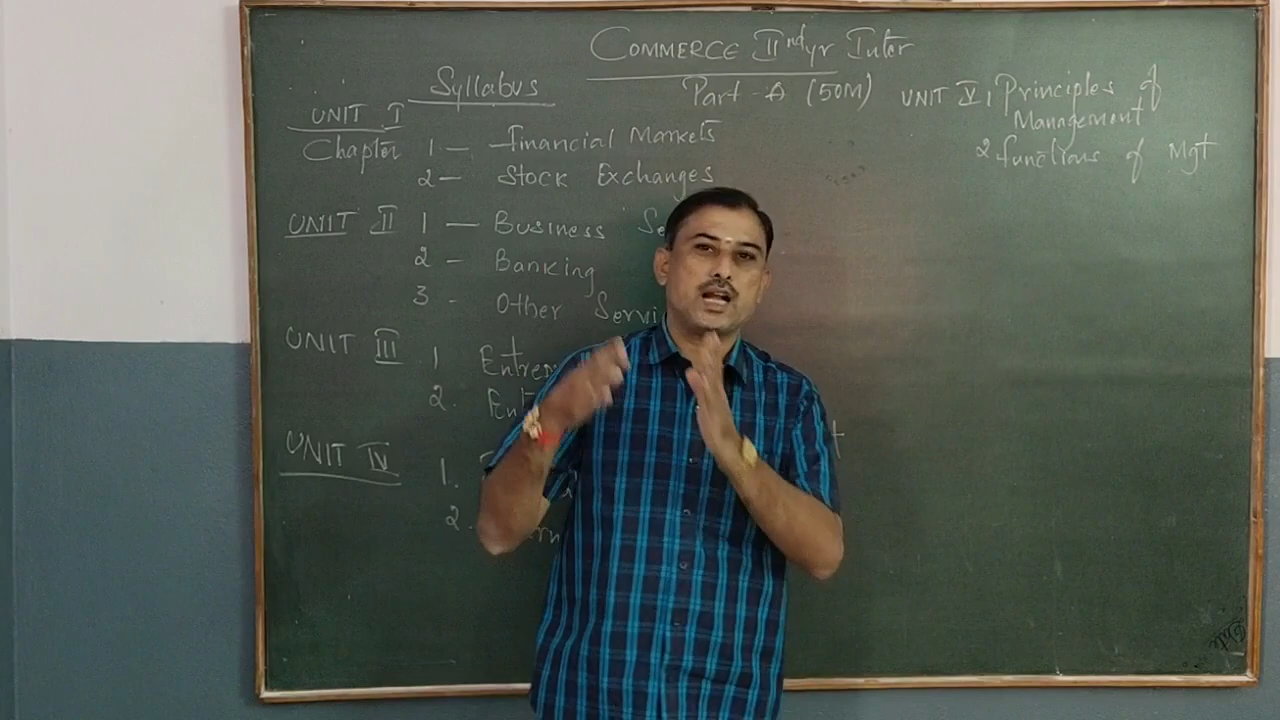 COMMERCE IInd yr Inter
Syllabus Part-A (50M)
UNIT I
Chapter 1 — Financial Markets
2 — Stock Exchanges
UNIT II 1 — Business
2 — Banking
3 - Other
UNIT III 1
2.
UNIT IV 1.
2.
UNIT V 1 Principles of
Management
2 functions of Mgt